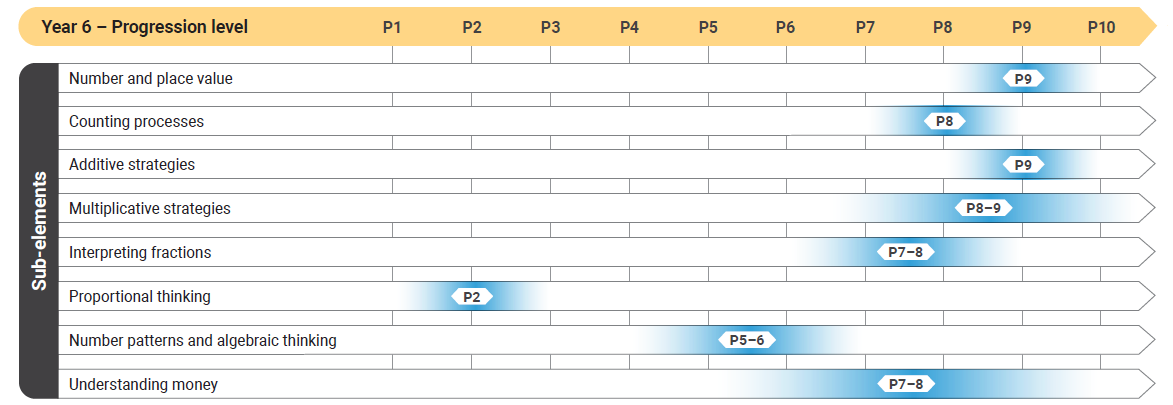 Year 6 – Progression level P1 P2 P3 P4 P5 P6 P7 P8 P9 P10
Sub-elements
Number and place value P9
Counting processes P8
Additive strategies P9
Multiplicative strategies P8–9
Interpreting fractions P7–8
Proportional thinking P2
Number patterns and algebraic thinking P5–6
Understanding money P7–8